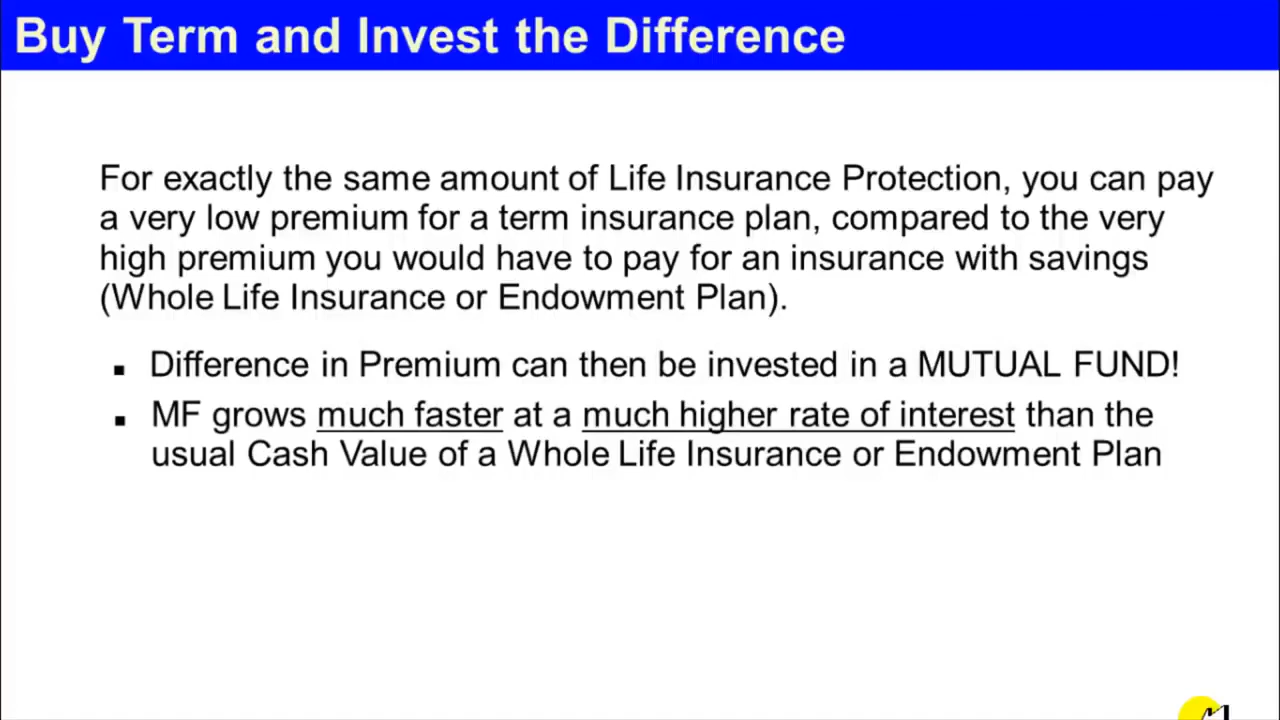 Buy Term and Invest the Difference
For exactly the same amount of Life Insurance Protection, you can pay
a very low premium for a term insurance plan, compared to the very
high premium you would have to pay for an insurance with savings
(Whole Life Insurance or Endowment Plan).
▪ Difference in Premium can then be invested in a MUTUAL FUND!
▪ MF grows much faster at a much higher rate of interest than the
usual Cash Value of a Whole Life Insurance or Endowment Plan